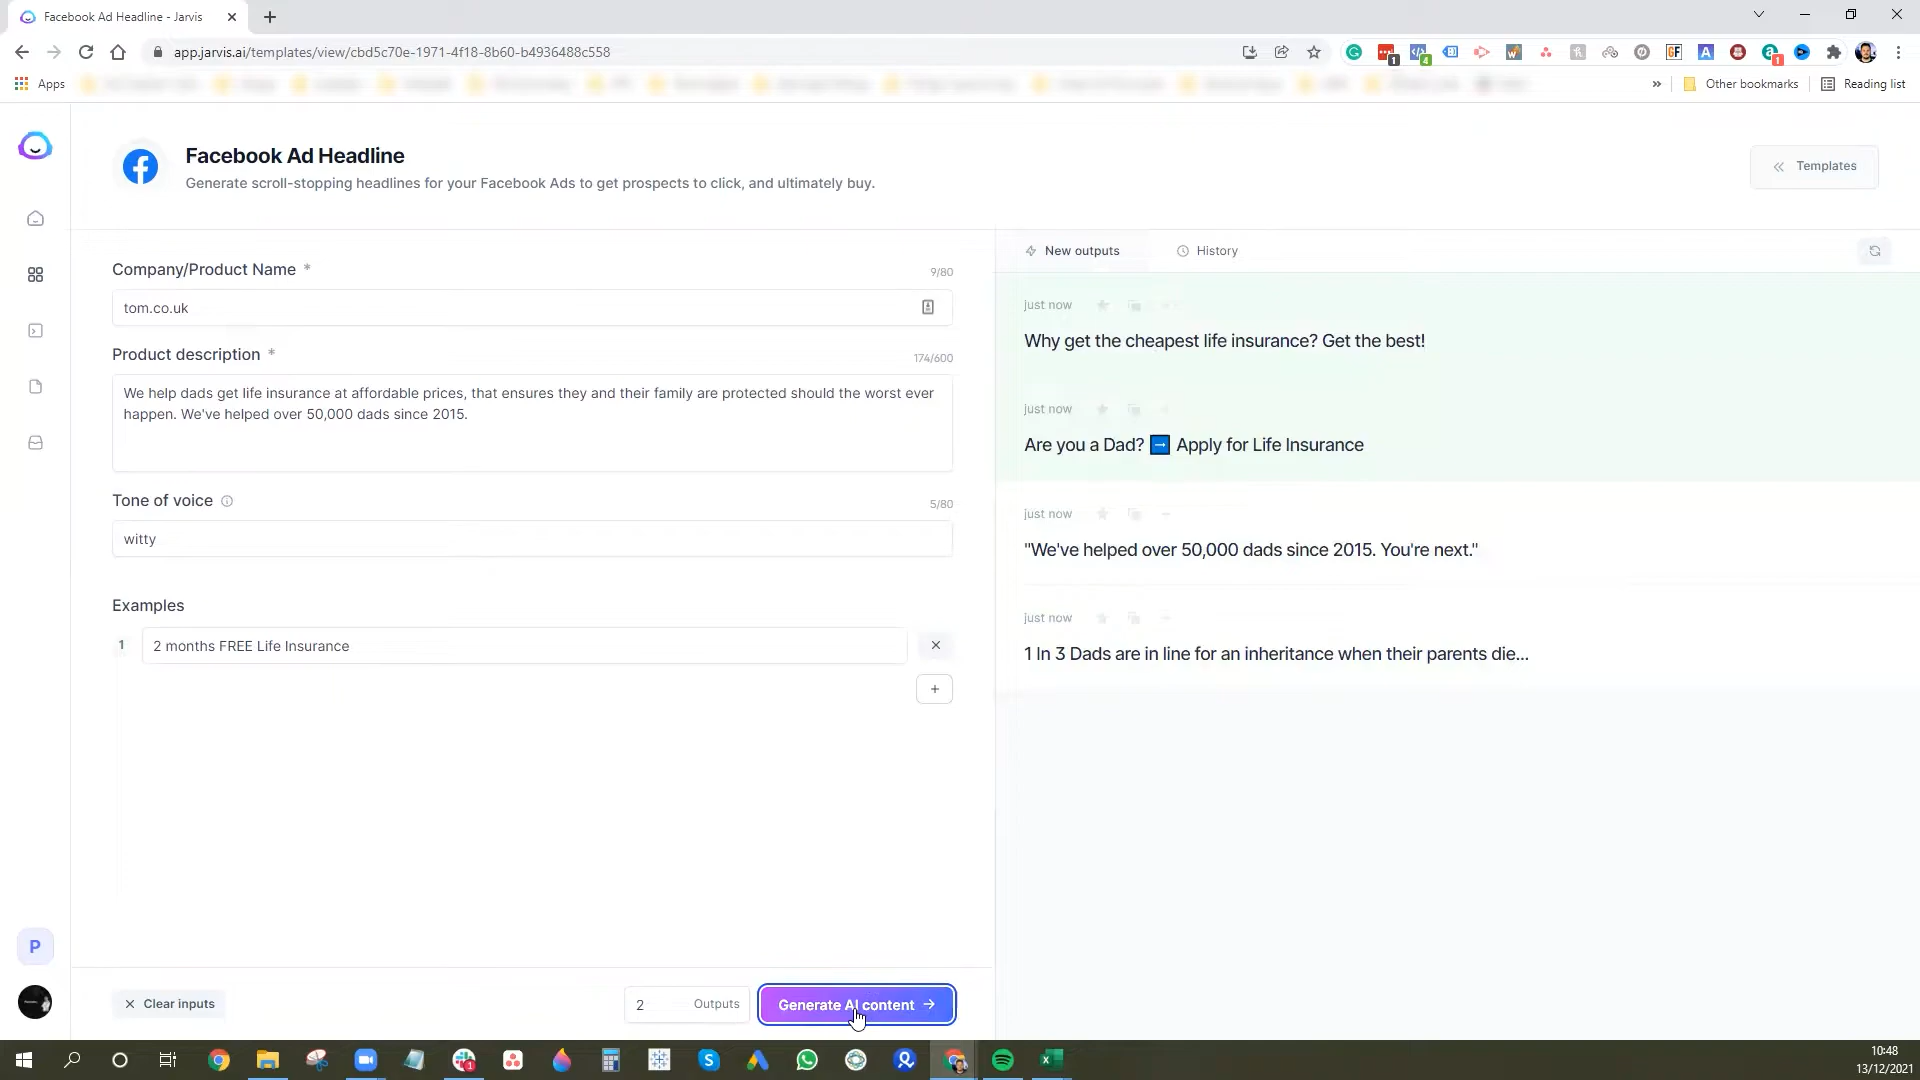 Facebook Ad Headline - Jarvis
app.jarvis.ai/templates/view/cbd5c70e-1971-4f18-8b60-b4936488c558
Apps
Other bookmarks
Reading list
Facebook Ad Headline
Generate scroll-stopping headlines for your Facebook Ads to get prospects to click, and ultimately buy.
Templates
Company/Product Name *
9/80
tom.co.uk
Product description *
174/600
We help dads get life insurance at affordable prices, that ensures they and their family are protected should the worst ever
happen. We've helped over 50,000 dads since 2015.
Tone of voice
5/80
witty
Examples
1
2 months FREE Life Insurance
Clear inputs
2 Outputs
Generate AI content
New outputs
History
just now
Why get the cheapest life insurance? Get the best!
just now
Are you a Dad? ➡ Apply for Life Insurance
just now
"We've helped over 50,000 dads since 2015. You're next."
just now
1 In 3 Dads are in line for an inheritance when their parents die...
P
10:48
13/12/2021